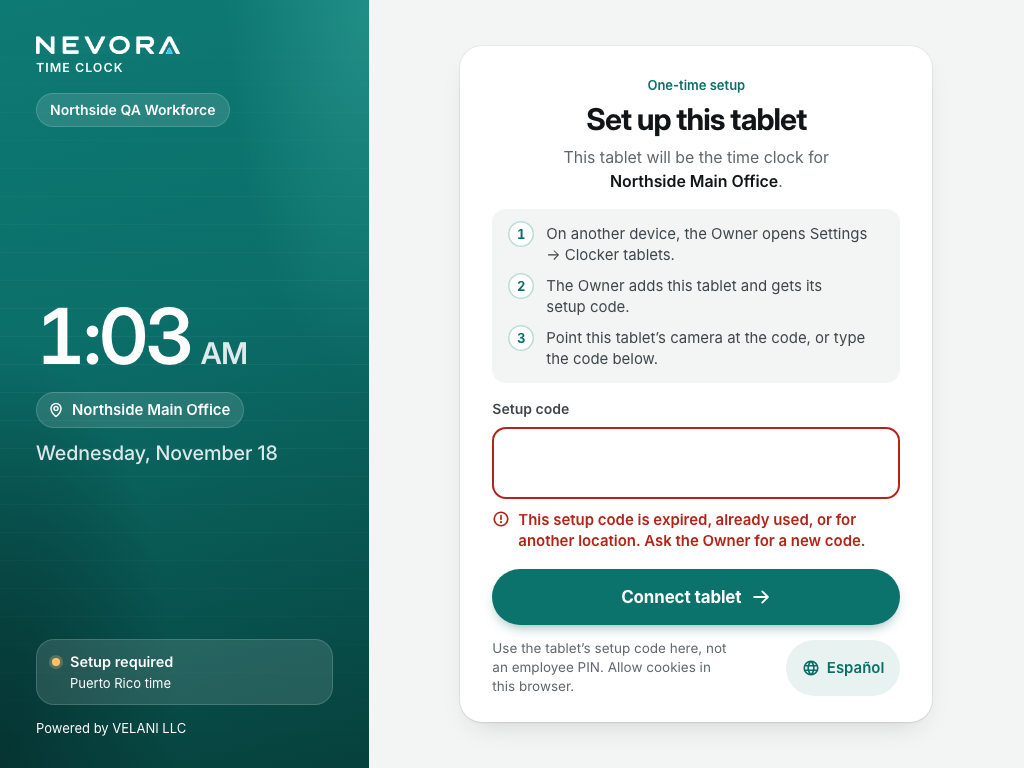 NEVORA
TIME CLOCK
Northside QA Workforce
1:03 AM
Northside Main Office
Wednesday, November 18
Setup required
Puerto Rico time
Powered by VELANI LLC
One-time setup
Set up this tablet
This tablet will be the time clock for
Northside Main Office.
1 On another device, the Owner opens Settings
→ Clocker tablets.
2 The Owner adds this tablet and gets its
setup code.
3 Point this tablet’s camera at the code, or type
the code below.
Setup code
This setup code is expired, already used, or for
another location. Ask the Owner for a new code.
Connect tablet →
Use the tablet’s setup code here, not
an employee PIN. Allow cookies in
this browser.
Español